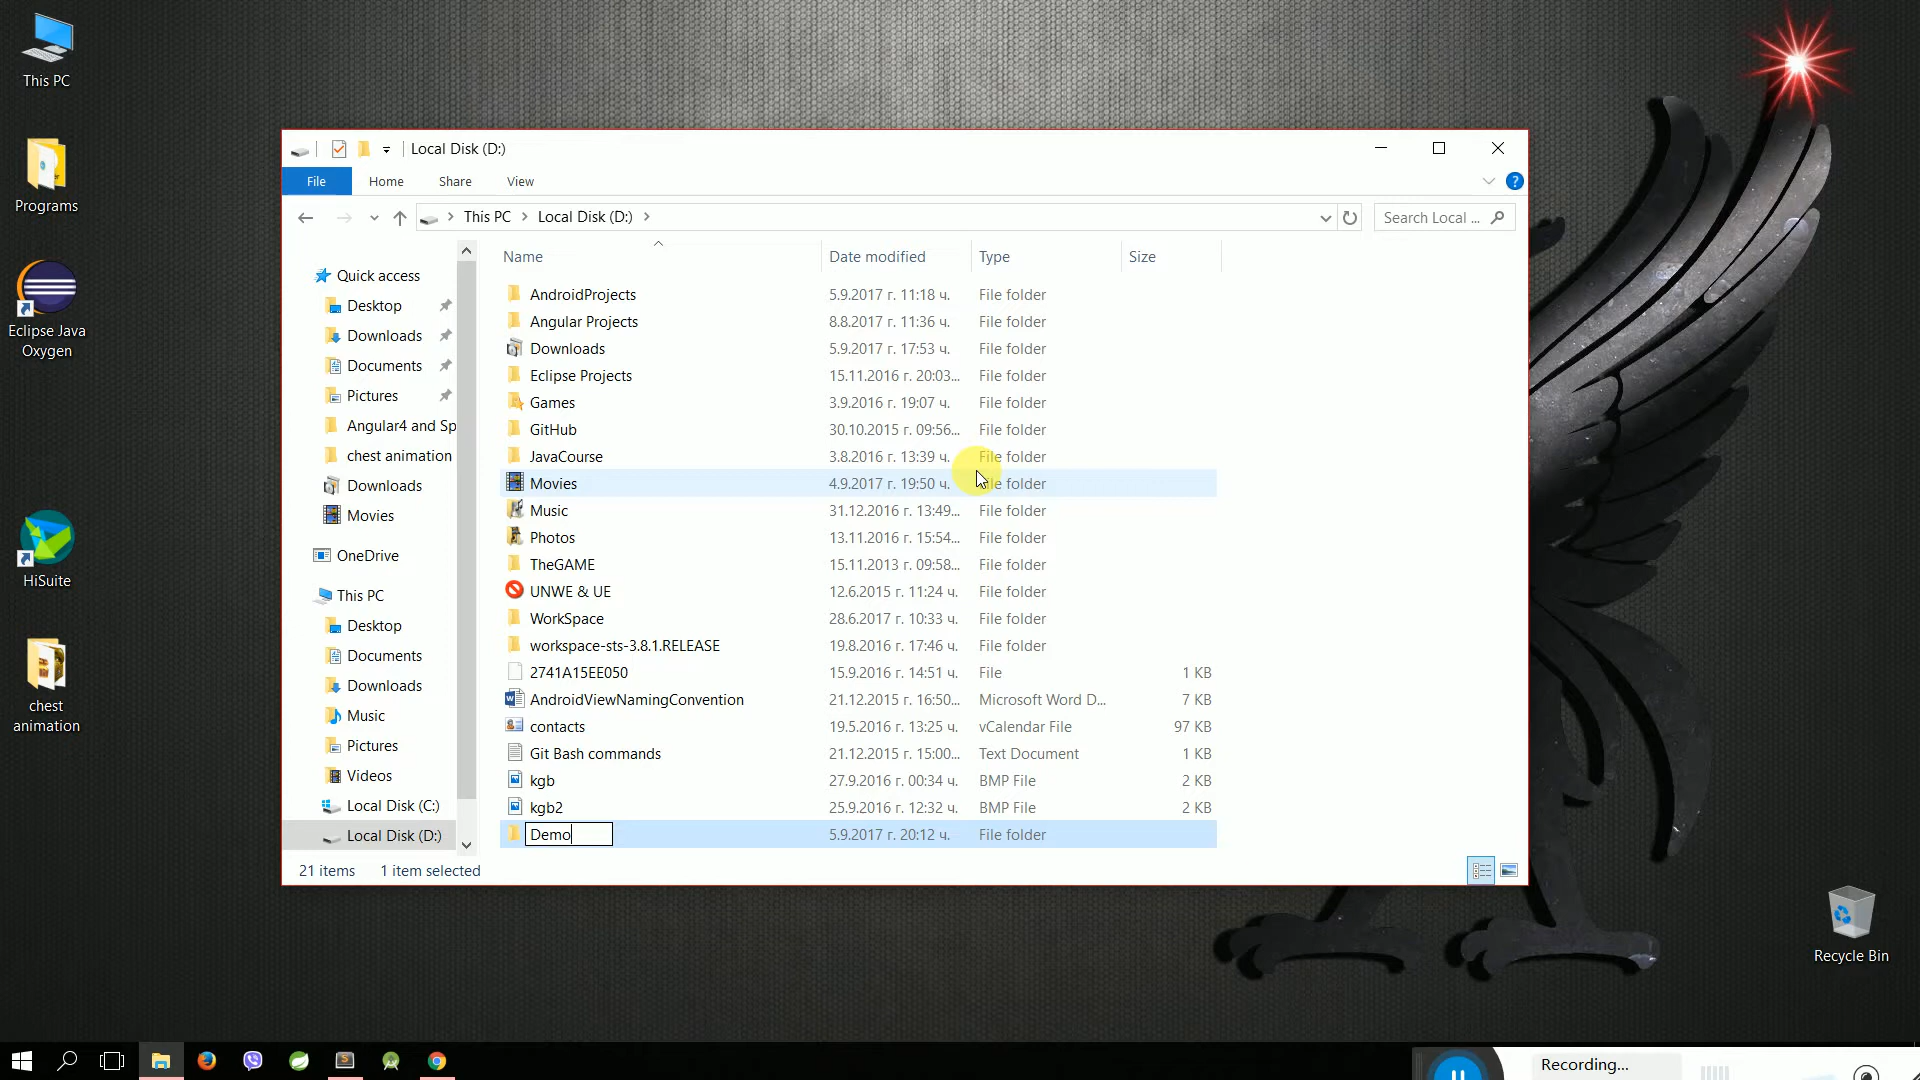 This PC
Programs
Eclipse Java
Oxygen
HiSuite
chest
animation
Recycle Bin
Local Disk (D:)
File Home Share View
This PC Local Disk (D:) Search Local ...
Name Date modified Type Size
Quick access
Desktop
Downloads
Documents
Pictures
Angular4 and Sp
chest animation
Downloads
Movies
OneDrive
This PC
Desktop
Documents
Downloads
Music
Pictures
Videos
Local Disk (C:)
Local Disk (D:)
AndroidProjects 5.9.2017 г. 11:18 ч. File folder
Angular Projects 8.8.2017 г. 11:36 ч. File folder
Downloads 5.9.2017 г. 17:53 ч. File folder
Eclipse Projects 15.11.2016 г. 20:03... File folder
Games 3.9.2016 г. 19:07 ч. File folder
GitHub 30.10.2015 г. 09:56... File folder
JavaCourse 3.8.2016 г. 13:39 ч. File folder
Movies 4.9.2017 г. 19:50 ч. File folder
Music 31.12.2016 г. 13:49... File folder
Photos 13.11.2016 г. 15:54... File folder
TheGAME 15.11.2013 г. 09:58... File folder
UNWE & UE 12.6.2015 г. 11:24 ч. File folder
WorkSpace 28.6.2017 г. 10:33 ч. File folder
workspace-sts-3.8.1.RELEASE 19.8.2016 г. 17:46 ч. File folder
2741A15EE050 15.9.2016 г. 14:51 ч. File 1 KB
AndroidViewNamingConvention 21.12.2015 г. 16:50... Microsoft Word D... 7 KB
contacts 19.5.2016 г. 13:25 ч. vCalendar File 97 KB
Git Bash commands 21.12.2015 г. 15:00... Text Document 1 KB
kgb 27.9.2016 г. 00:34 ч. BMP File 2 KB
kgb2 25.9.2016 г. 12:32 ч. BMP File 2 KB
Demo 5.9.2017 г. 20:12 ч. File folder
21 items 1 item selected
Recording...